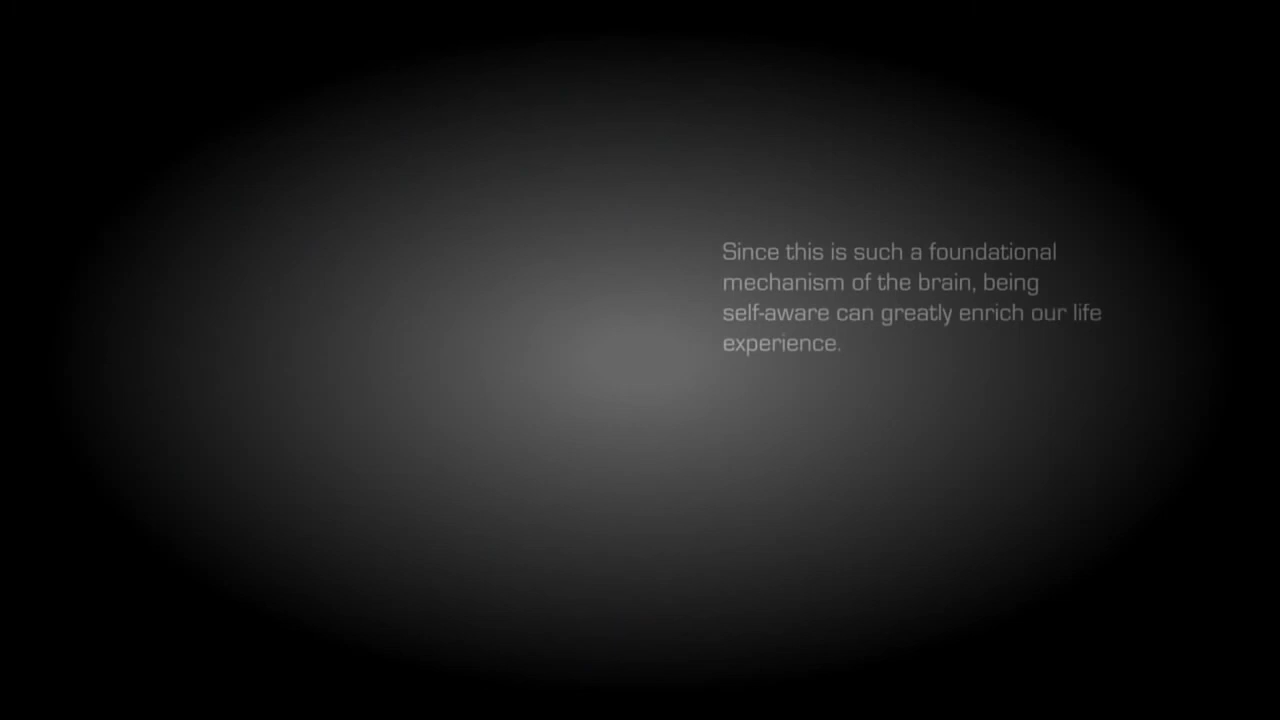 Since this is such a foundational
mechanism of the brain, being
self-aware can greatly enrich our life
experience.